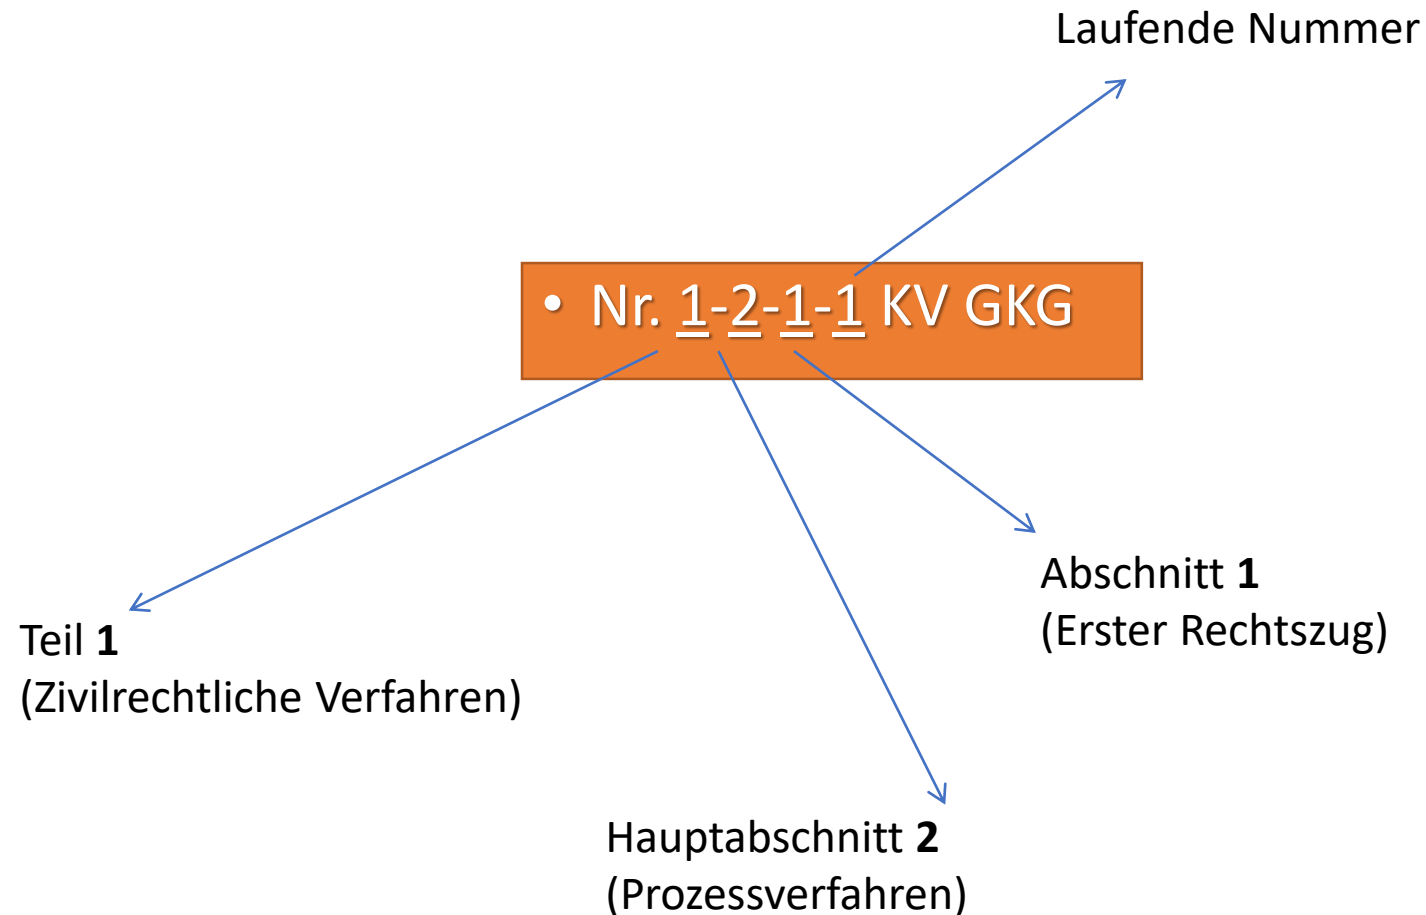 Laufende Nummer
• Nr. 1-2-1-1 KV GKG
Abschnitt 1
(Erster Rechtszug)
Teil 1
(Zivilrechtliche Verfahren)
Hauptabschnitt 2
(Prozessverfahren)